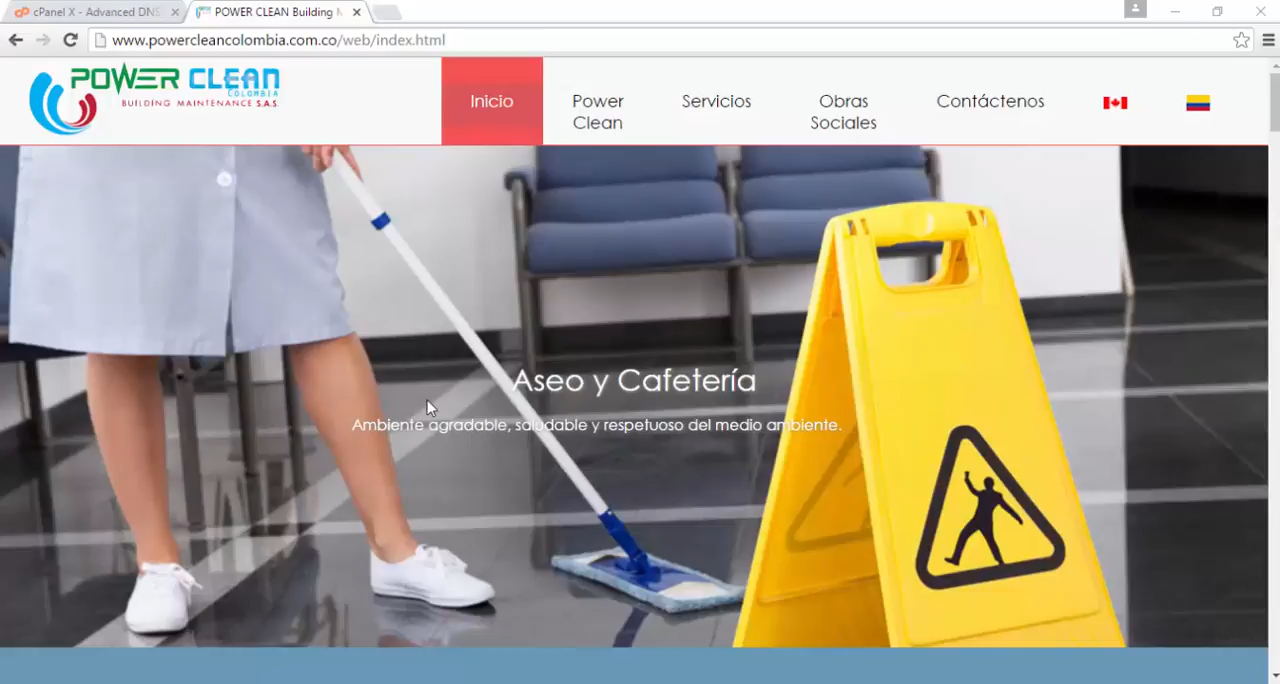 cPanel X - Advanced DNS
POWER CLEAN Building M
www.powercleancolombia.com.co/web/index.html
POWER CLEAN
COLOMBIA
BUILDING MAINTENANCE S.A.S.
Inicio
Power
Clean
Servicios
Obras
Sociales
Contáctenos
Aseo y Cafetería
Ambiente agradable, saludable y respetuoso del medio ambiente.